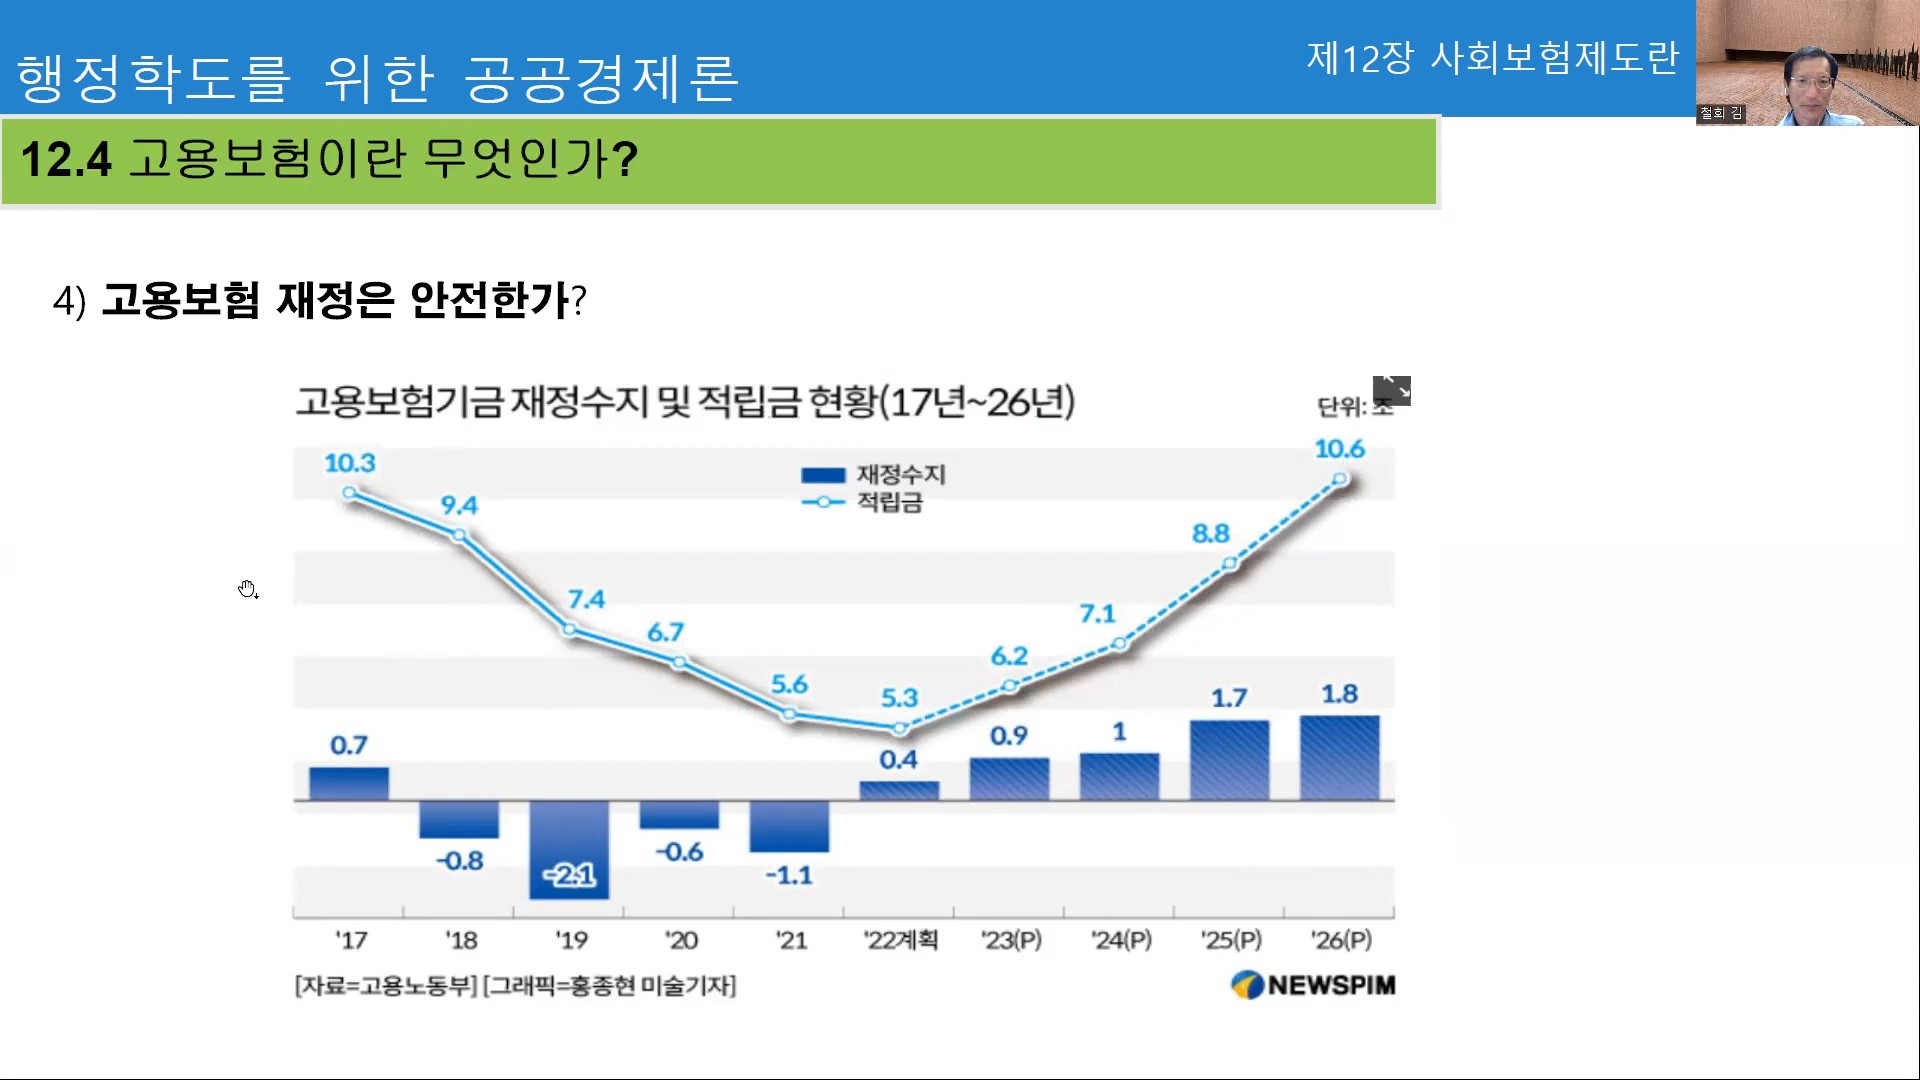 행정학도를 위한 공공경제론
제12장 사회보험제도란
철희 김
12.4 고용보험이란 무엇인가?
4) 고용보험 재정은 안전한가?
고용보험기금 재정수지 및 적립금 현황(17년~26년)
단위: 조
재정수지
적립금
10.3
9.4
7.4
6.7
5.6
5.3
6.2
7.1
8.8
10.6
0.7
-0.8
-2.1
-0.6
-1.1
0.4
0.9
1
1.7
1.8
'17 '18 '19 '20 '21 '22계획 '23(P) '24(P) '25(P) '26(P)
[자료=고용노동부] [그래픽=홍종현 미술기자]
NEWSPIM